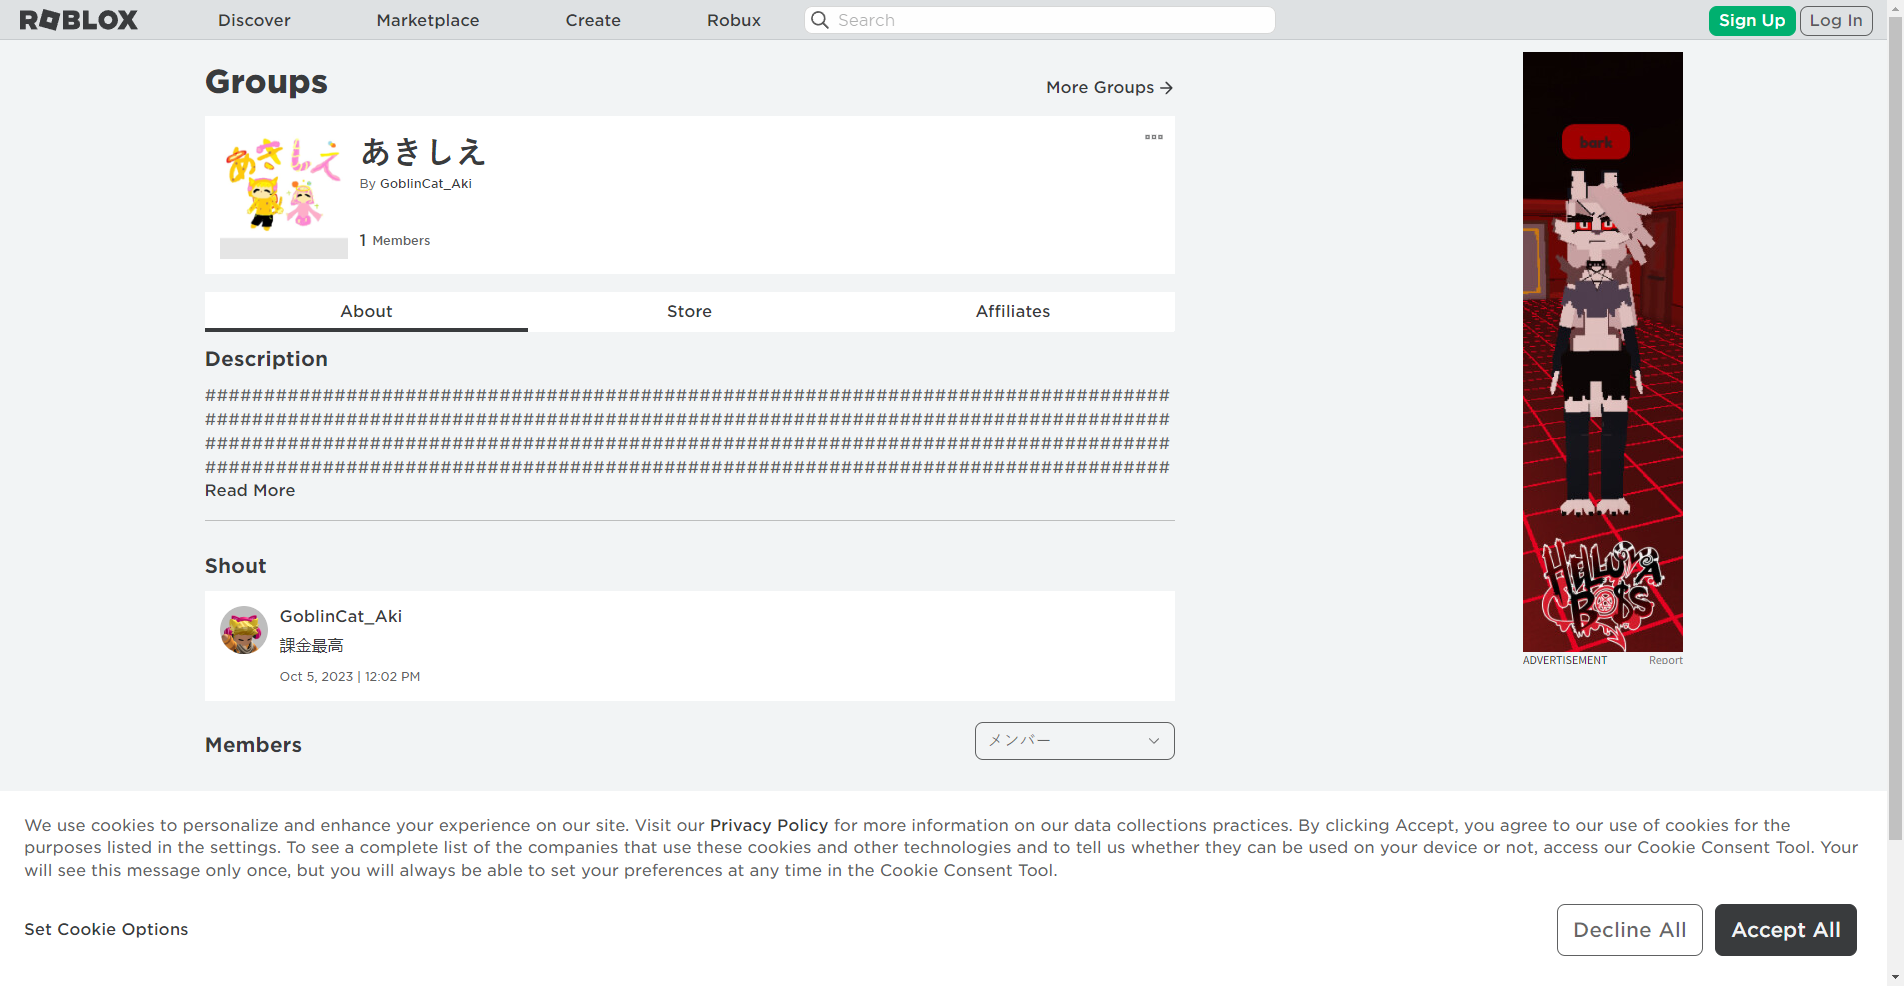 ROBLOX
Discover
Marketplace
Create
Robux
Search
Sign Up
Log In
Groups
More Groups →
あきしえ
あきしえ
By GoblinCat_Aki
1 Members
About
Store
Affiliates
Description
##################################################################################
##################################################################################
##################################################################################
##################################################################################
Read More
Shout
GoblinCat_Aki
課金最高
Oct 5, 2023 | 12:02 PM
Members
メンバー
bark
HELLUVA
BOSS
ADVERTISEMENT
Report
We use cookies to personalize and enhance your experience on our site. Visit our Privacy Policy for more information on our data collections practices. By clicking Accept, you agree to our use of cookies for the
purposes listed in the settings. To see a complete list of the companies that use these cookies and other technologies and to tell us whether they can be used on your device or not, access our Cookie Consent Tool. Your
will see this message only once, but you will always be able to set your preferences at any time in the Cookie Consent Tool.
Set Cookie Options
Decline All
Accept All